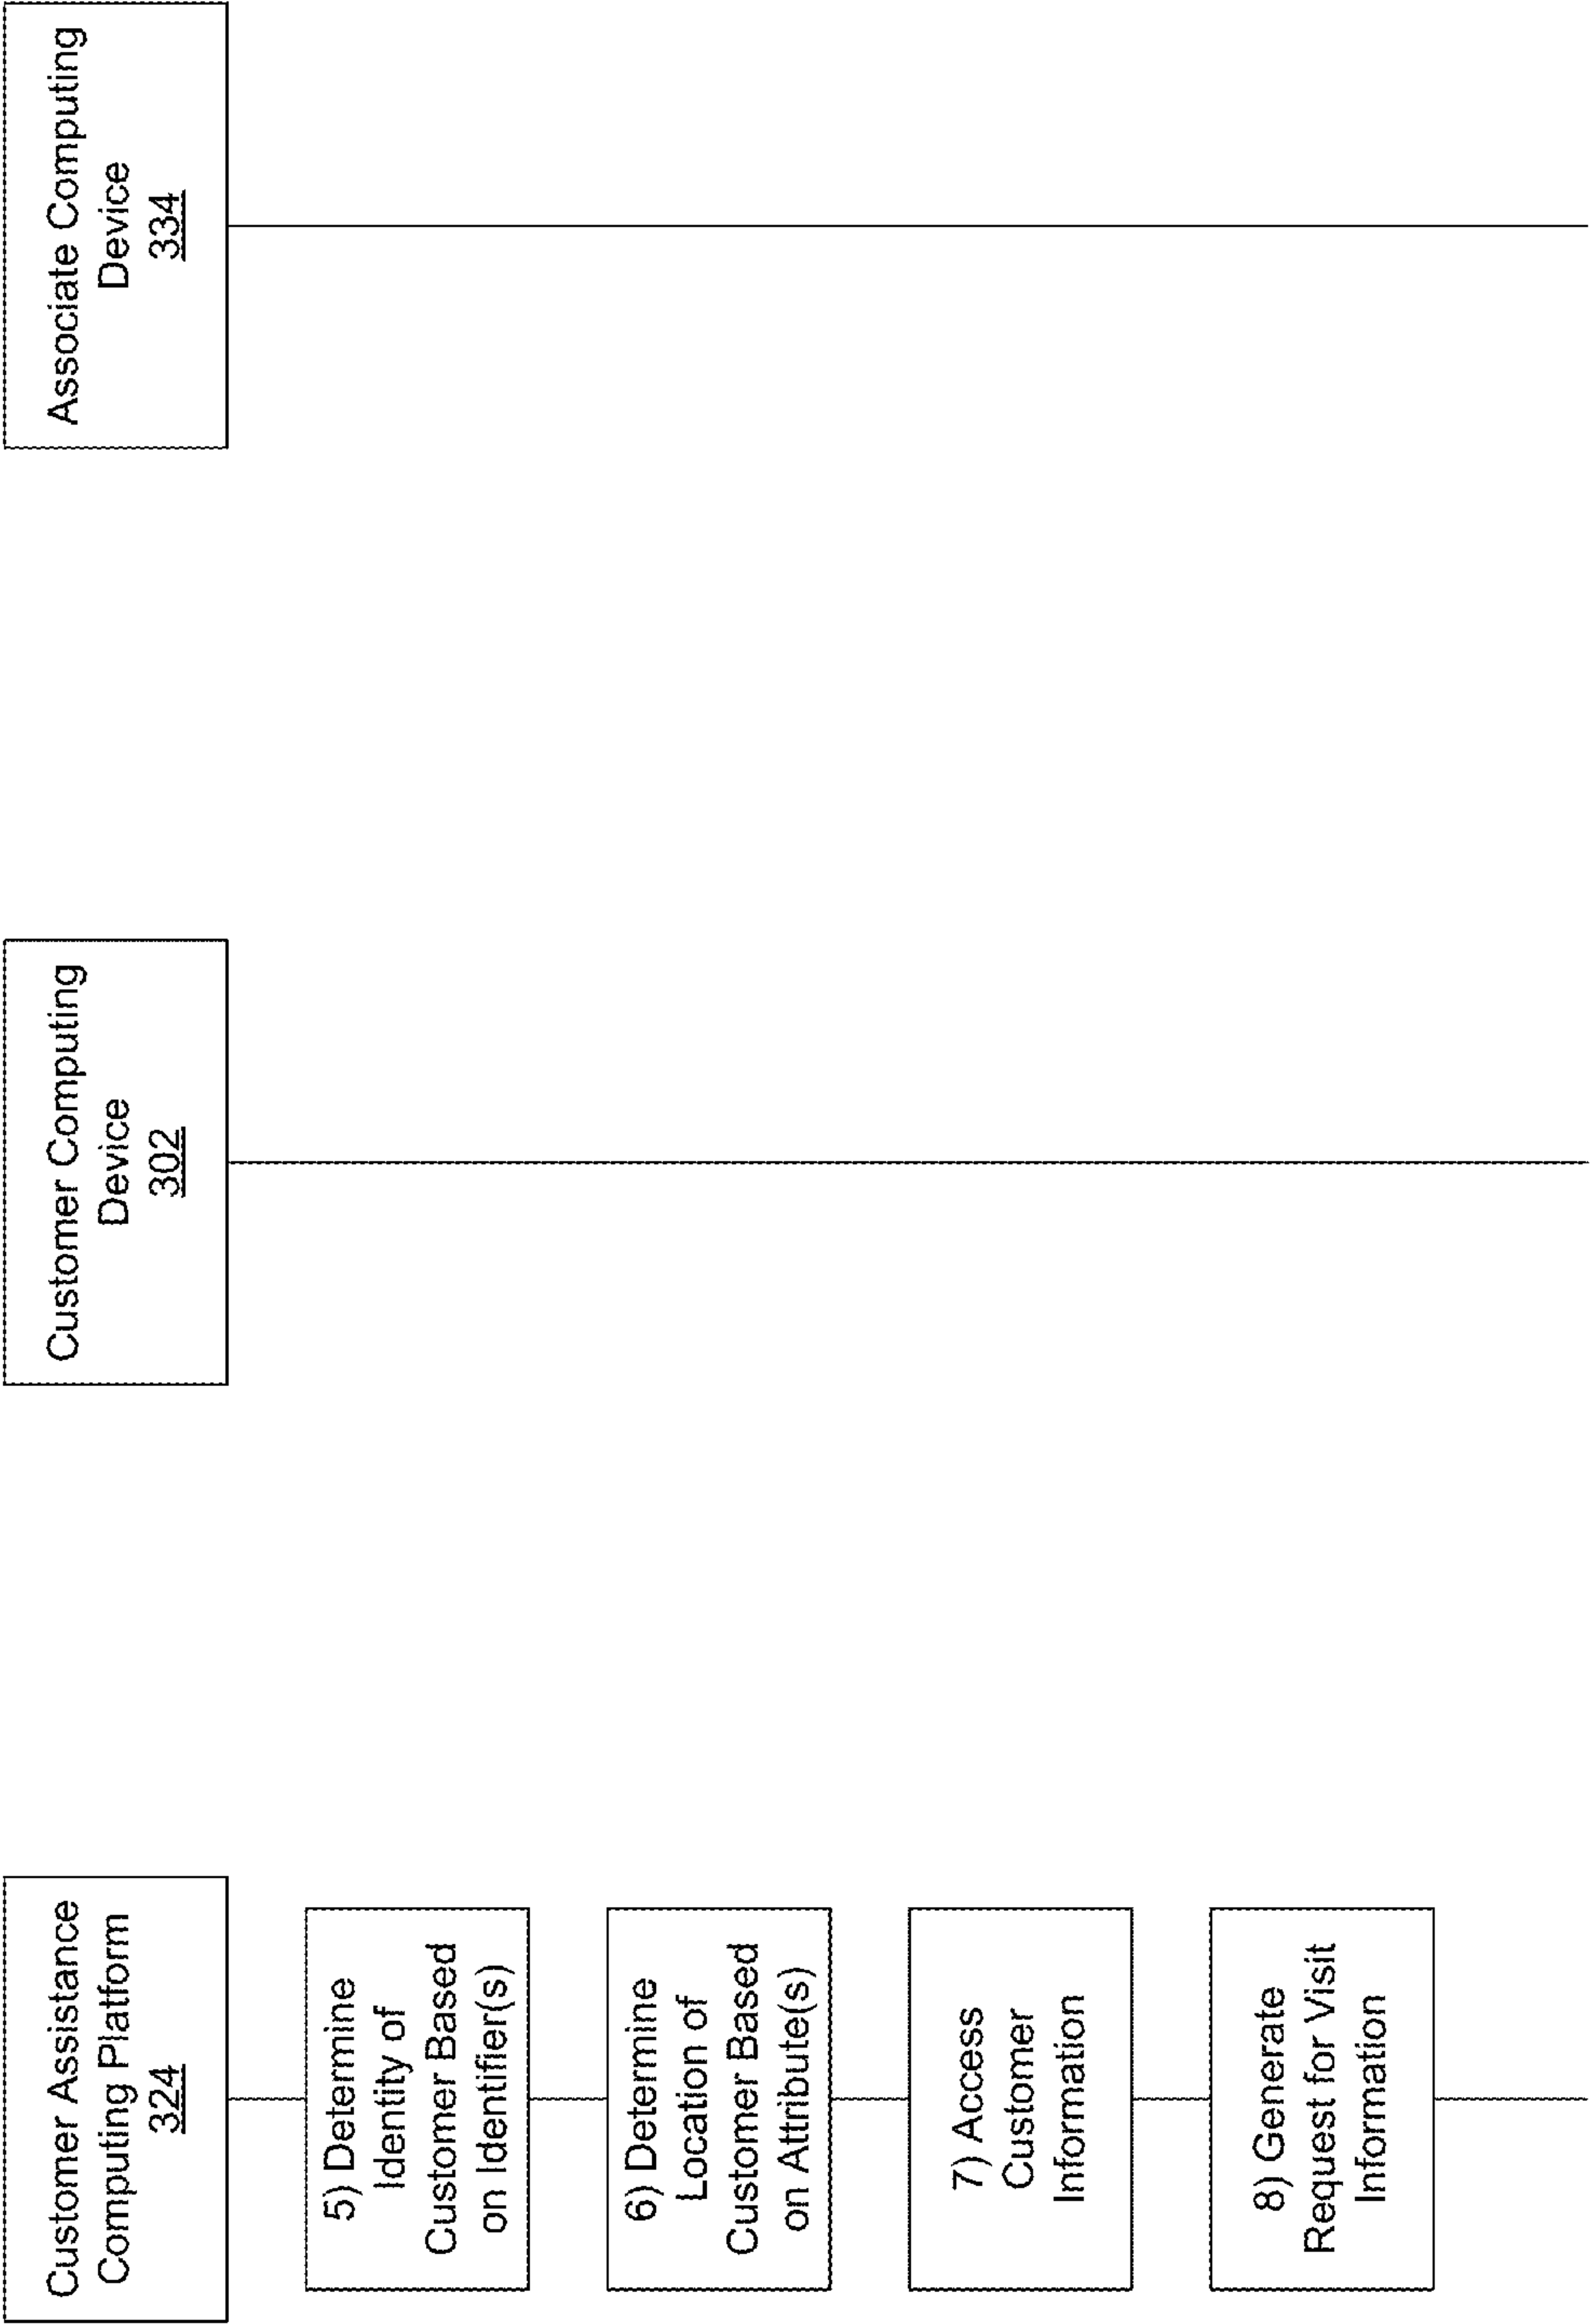 Customer Assistance
Computing Platform
324
Customer Computing
Device
302
Associate Computing
Device
334
5) Determine
Identity of
Customer Based
on Identifier(s)
6) Determine
Location of
Customer Based
on Attribute(s)
7) Access
Customer
Information
8) Generate
Request for Visit
Information